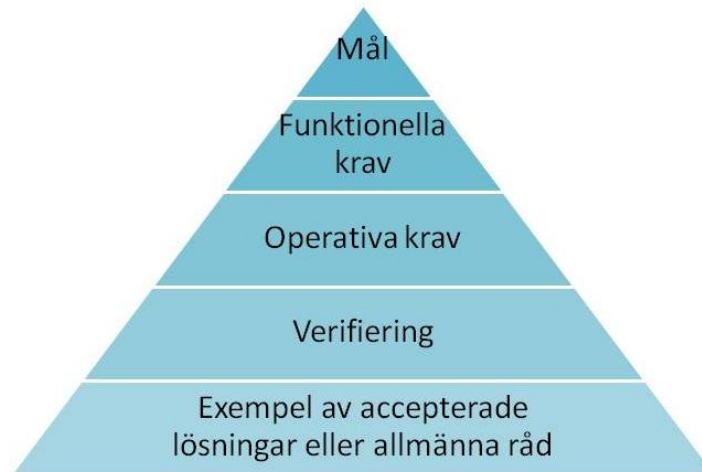 Mål
Funktionella
krav
Operativa krav
Verifiering
Exempel av accepterade
lösningar eller allmänna råd